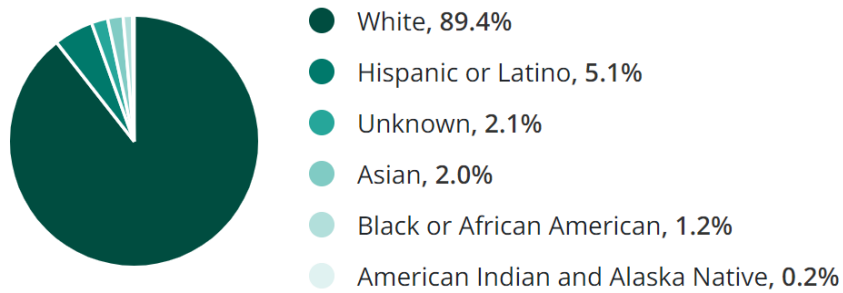 White, 89.4%
Hispanic or Latino, 5.1%
Unknown, 2.1%
Asian, 2.0%
Black or African American, 1.2%
American Indian and Alaska Native, 0.2%